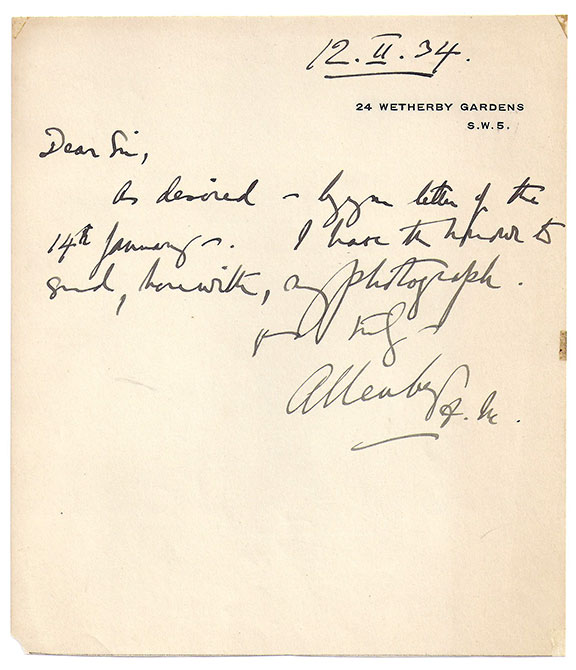 12.II.34.
24 WETHERBY GARDENS
S.W.5.
Dear Sir,
As desired – by your letter of the
14th January –. I have the honour to
send, herewith, my photograph.
Yours truly –
Allenby F.M.